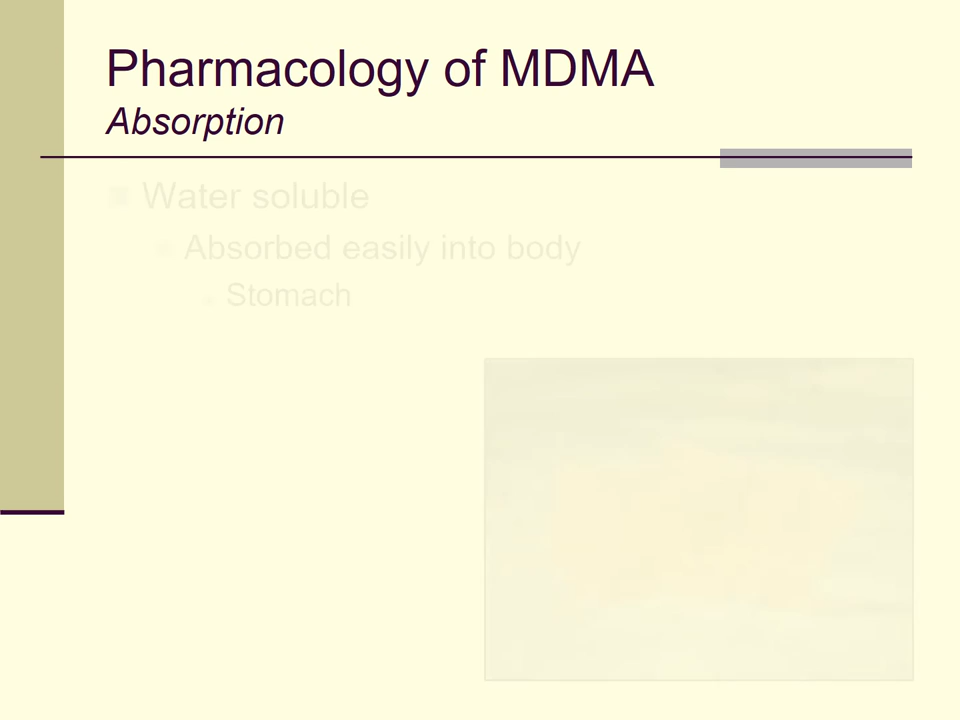 Pharmacology of MDMA
Absorption
Water soluble
Absorbed easily into body
Stomach